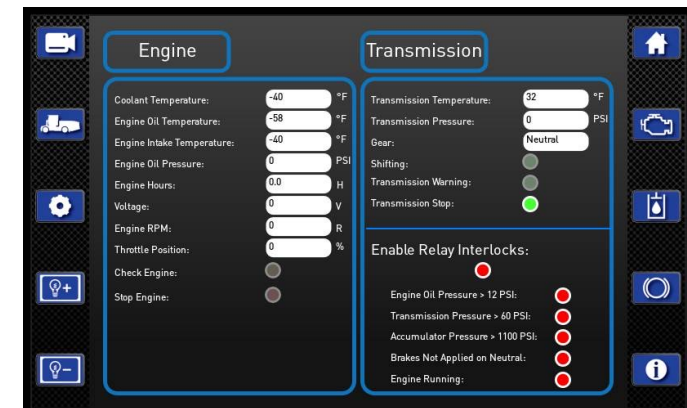 Engine
Transmission
Coolant Temperature: -40 °F
Engine Oil Temperature: -58 °F
Engine Intake Temperature: -40 °F
Engine Oil Pressure: 0 PSI
Engine Hours: 0.0 H
Voltage: 0 V
Engine RPM: 0 R
Throttle Position: 0 %
Check Engine:
Stop Engine:
Transmission Temperature: 32 °F
Transmission Pressure: 0 PSI
Gear: Neutral
Shifting:
Transmission Warning:
Transmission Stop:
Enable Relay Interlocks:
Engine Oil Pressure > 12 PSI:
Transmission Pressure > 60 PSI:
Accumulator Pressure > 1100 PSI:
Brakes Not Applied on Neutral:
Engine Running: